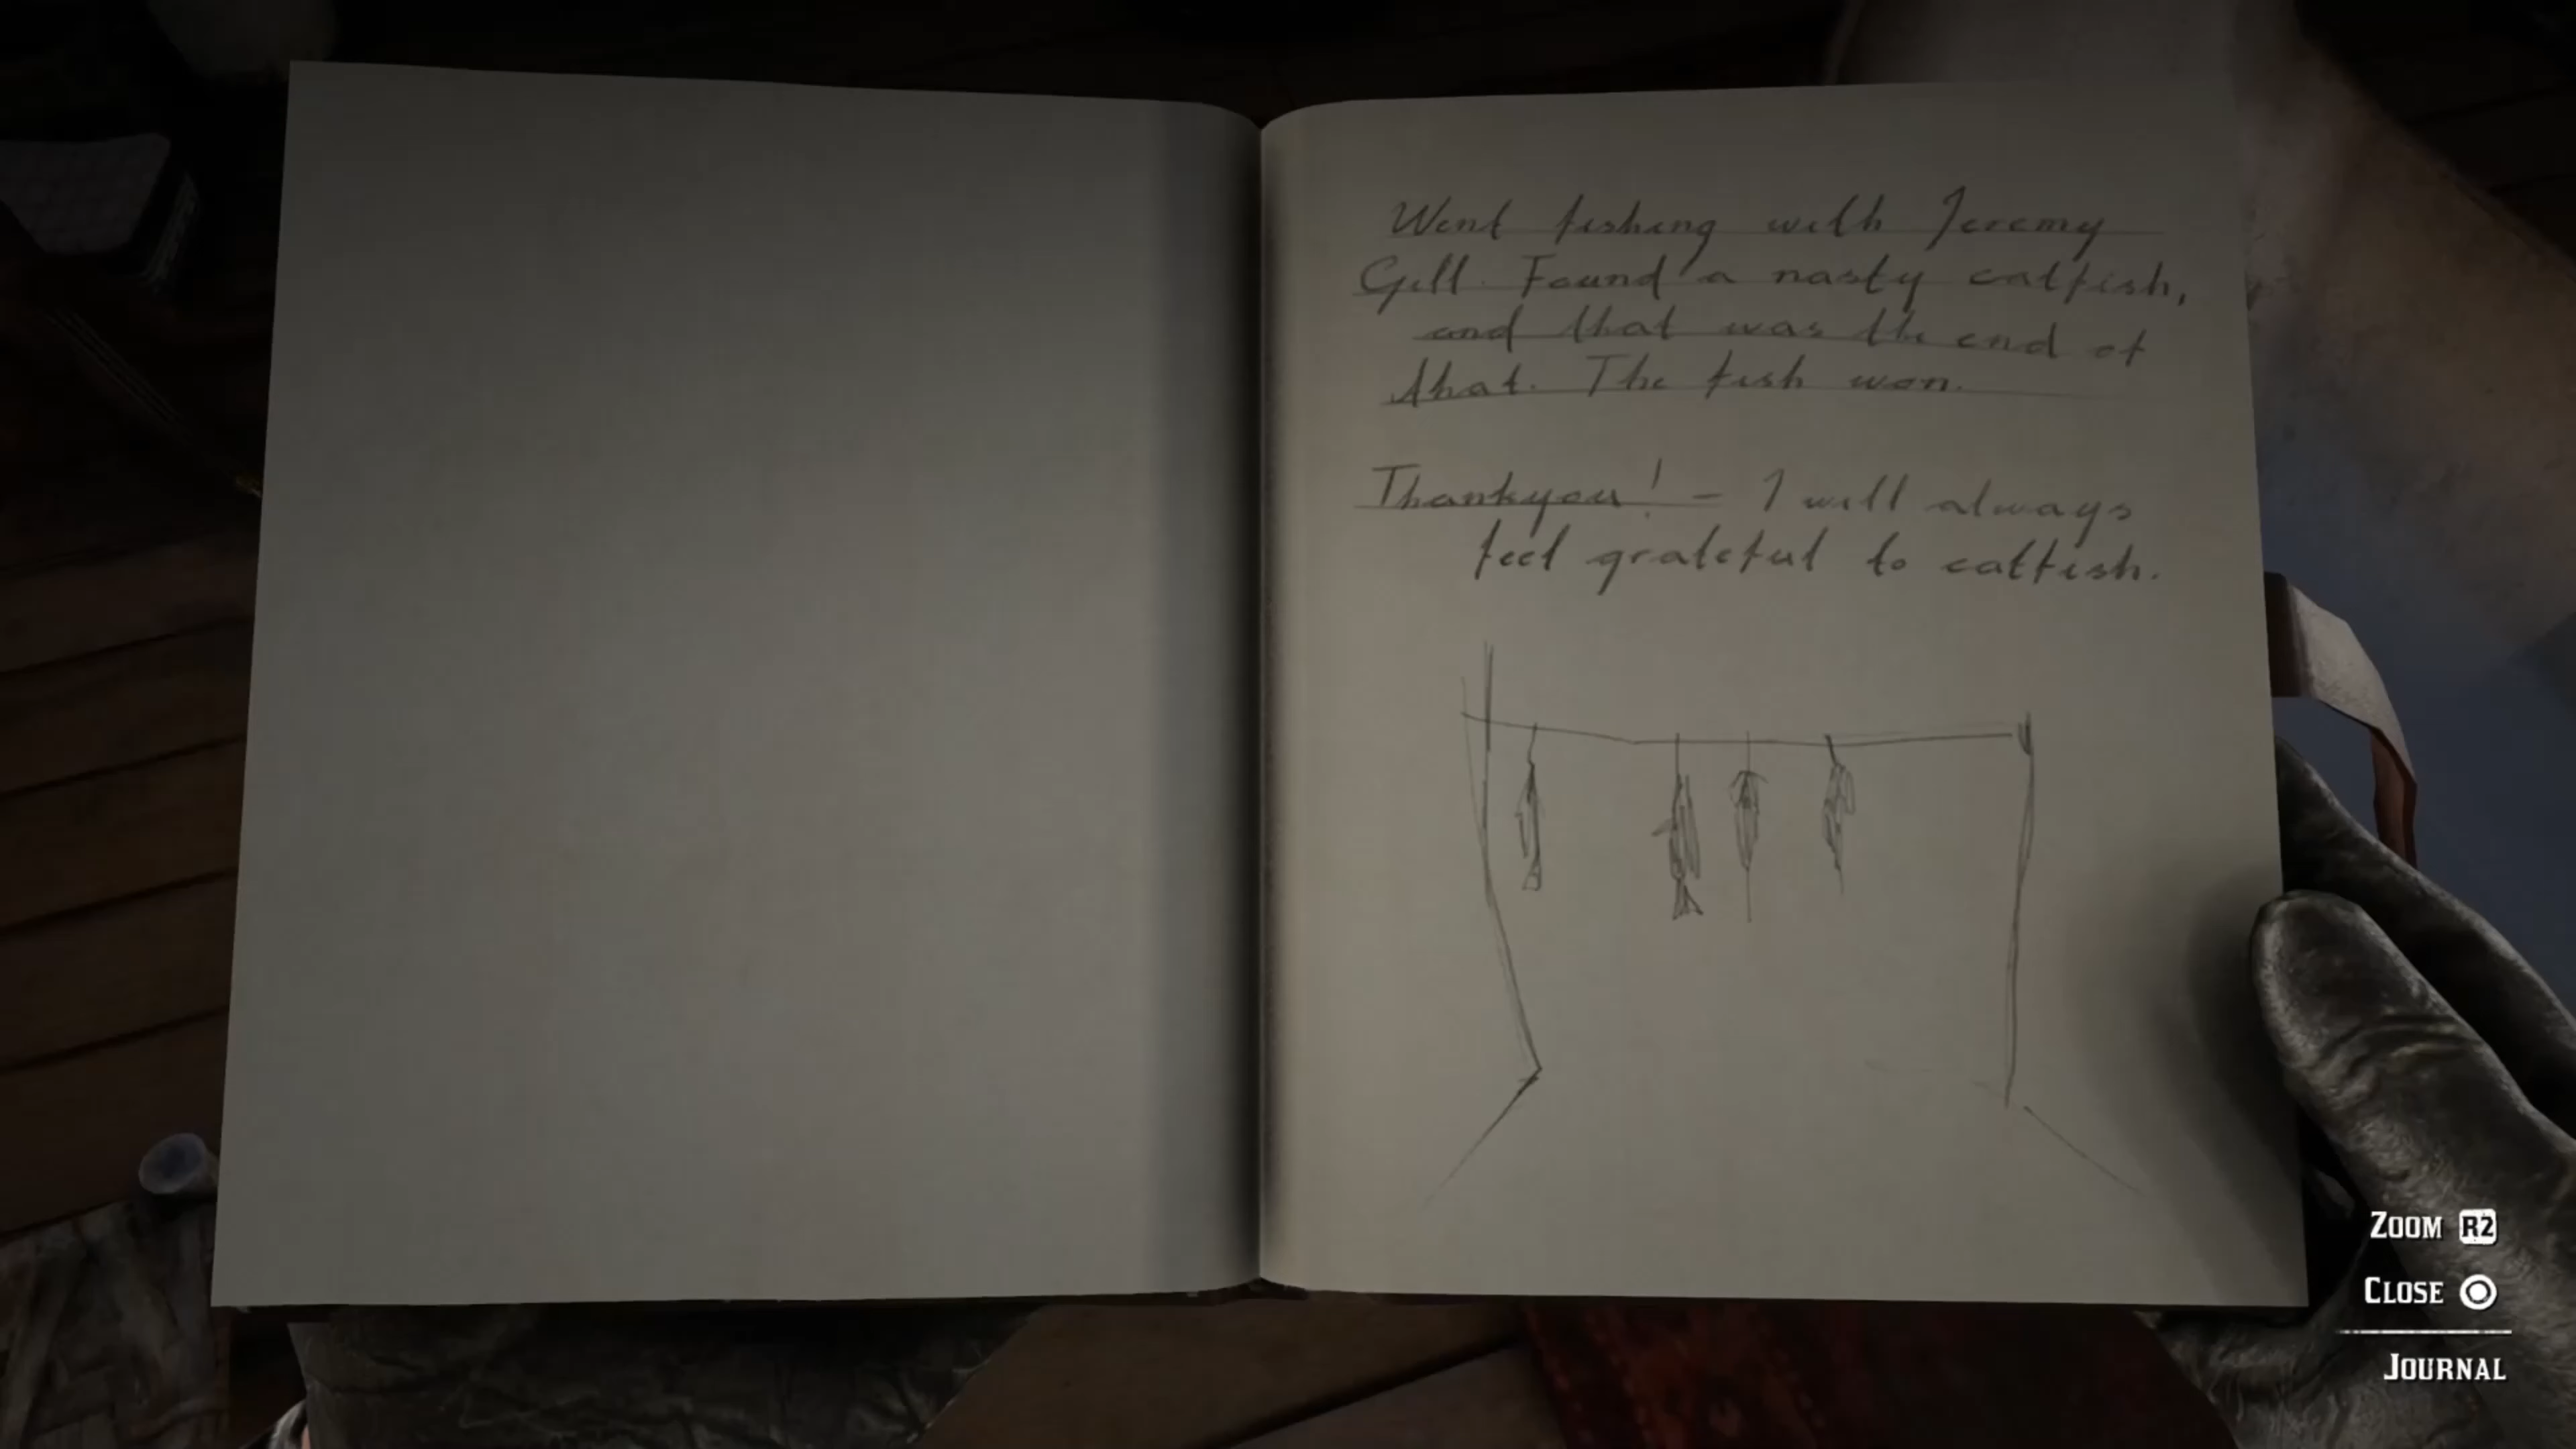 Went fishing with Jeremy
Gill. Found a nasty catfish,
and that was the end of
that. The fish won.
Thankyou! - I will always
feel grateful to catfish.
ZOOM R2
CLOSE
JOURNAL